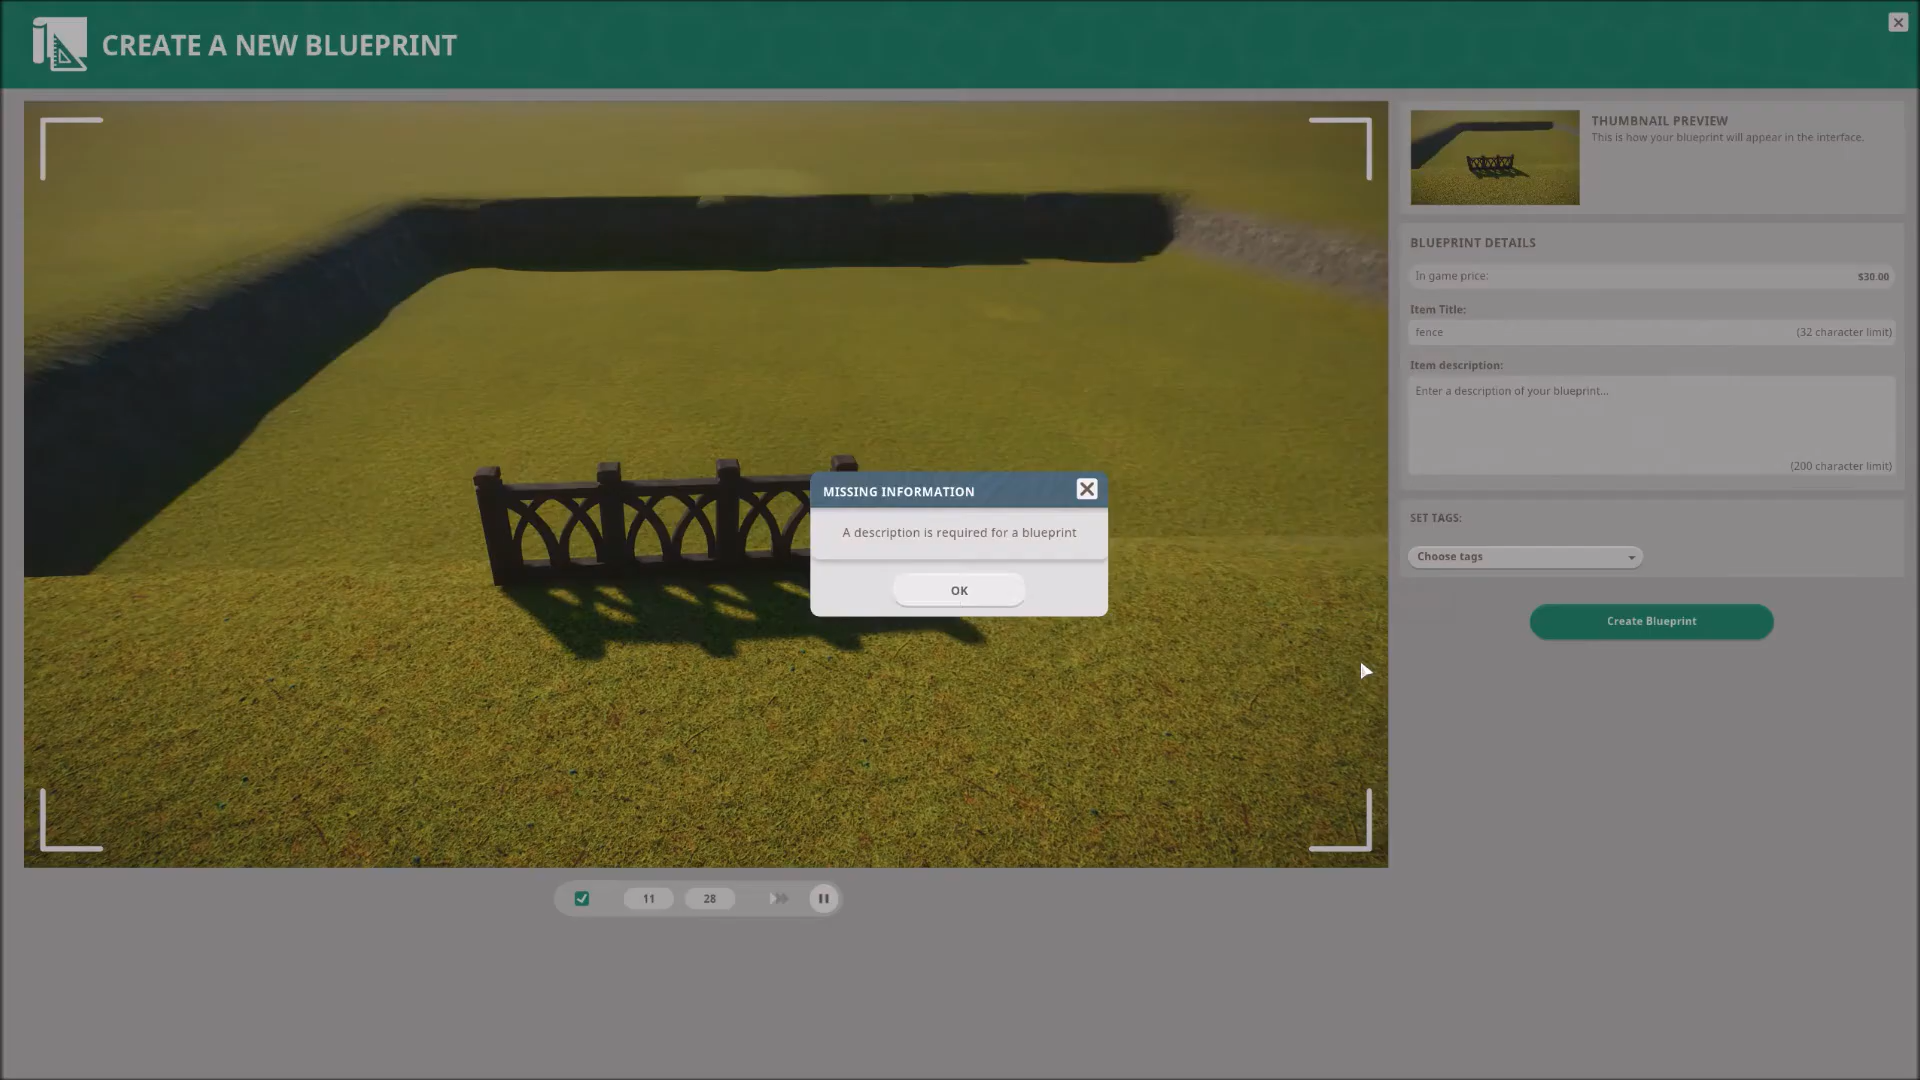 CREATE A NEW BLUEPRINT
THUMBNAIL PREVIEW
This is how your blueprint will appear in the interface.
BLUEPRINT DETAILS
In game price:
$30.00
Item Title:
fence
(32 character limit)
Item description:
Enter a description of your blueprint...
(200 character limit)
SET TAGS:
Choose tags
Create Blueprint
MISSING INFORMATION
A description is required for a blueprint
OK
11
28